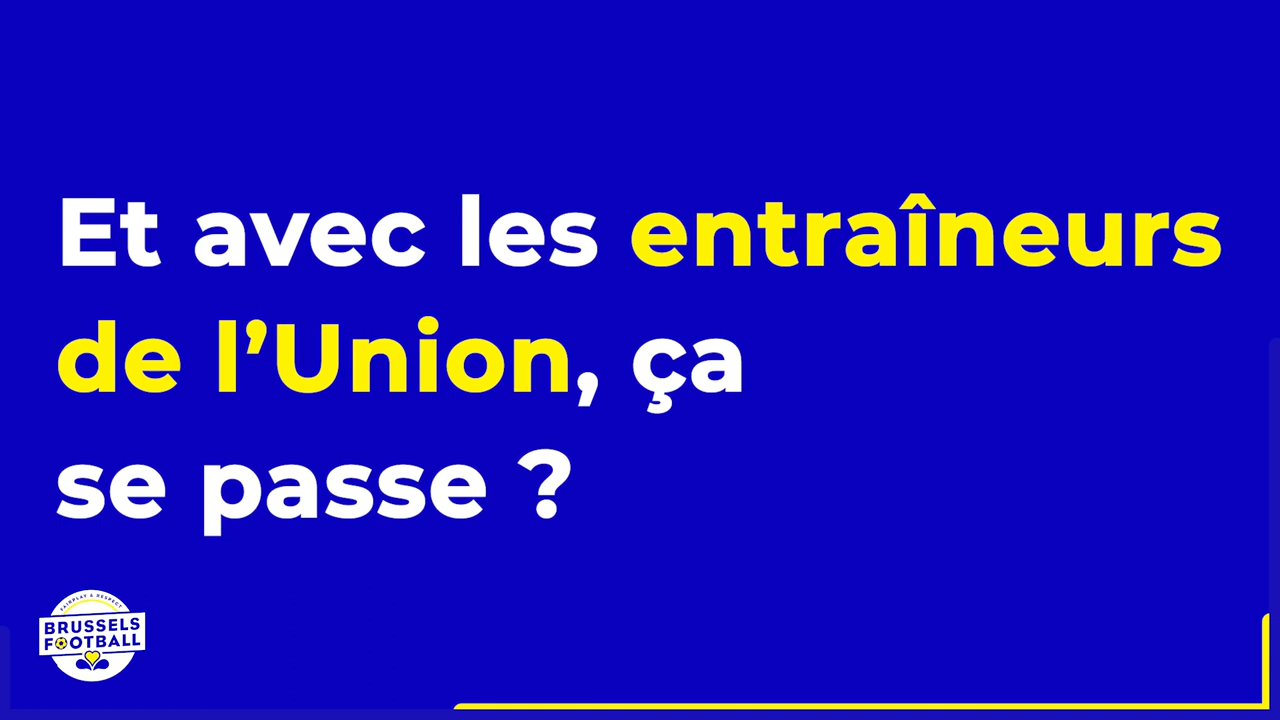 Et avec les entraîneurs
de l’Union, ça
se passe ?
FAIRPLAY & RESPECT
BRUSSELS
FOOTBALL